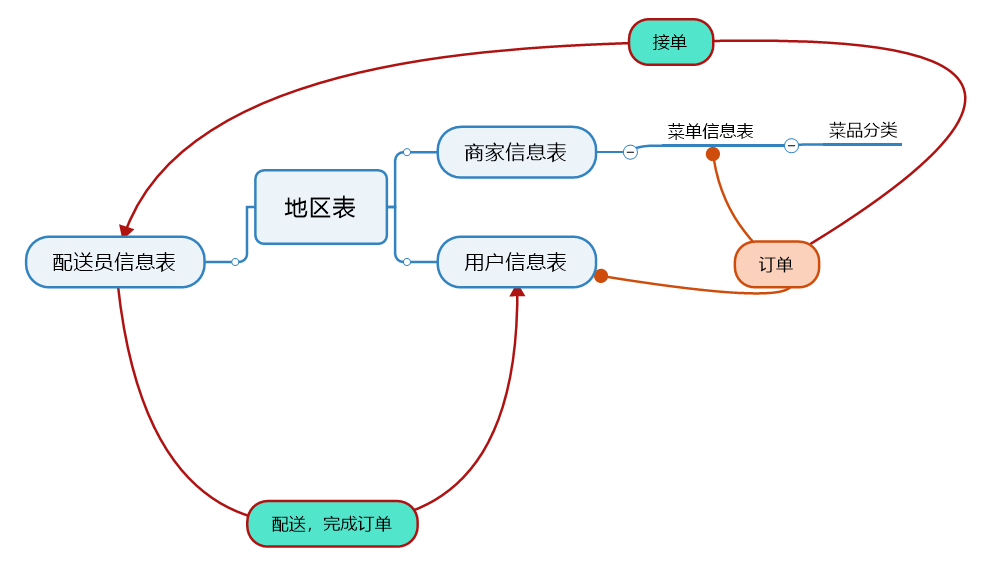 接单
菜单信息表
菜品分类
商家信息表
地区表
配送员信息表
用户信息表
订单
配送，完成订单